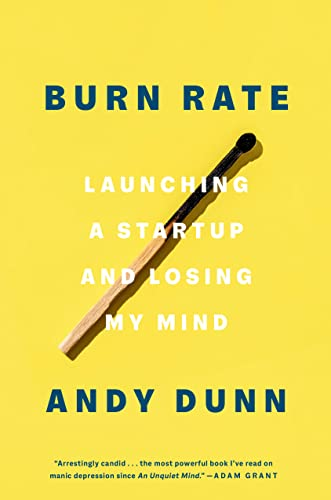 BURN RATE
LAUNCHING
A STARTUP
AND LOSING
MY MIND
ANDY DUNN
"Arrestingly candid . . . the most powerful book I've read on
manic depression since An Unquiet Mind." —ADAM GRANT